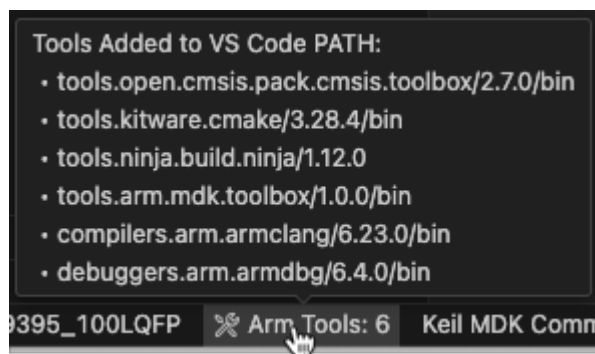 Tools Added to VS Code PATH:
• tools.open.cmsis.pack.cmsis.toolbox/2.7.0/bin
• tools.kitware.cmake/3.28.4/bin
• tools.ninja.build.ninja/1.12.0
• tools.arm.mdk.toolbox/1.0.0/bin
• compilers.arm.armclang/6.23.0/bin
• debuggers.arm.armdbg/6.4.0/bin
9395_100LQFP Arm Tools: 6 Keil MDK Comm